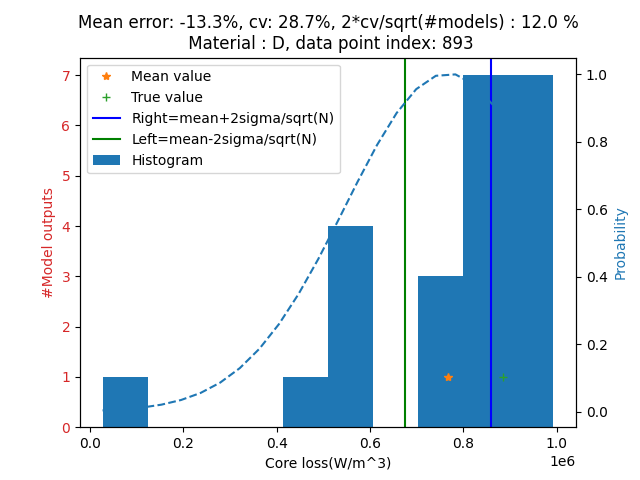 Mean error: -13.3%, cv: 28.7%, 2*cv/sqrt(#models) : 12.0 %
Material : D, data point index: 893
Mean value
True value
Right=mean+2sigma/sqrt(N)
Left=mean-2sigma/sqrt(N)
Histogram
#Model outputs
7
6
5
4
3
2
1
0
1.0
0.8
0.6
0.4
0.2
0.0
Probability
0.0 0.2 0.4 0.6 0.8 1.0
1e6
Core loss(W/m^3)